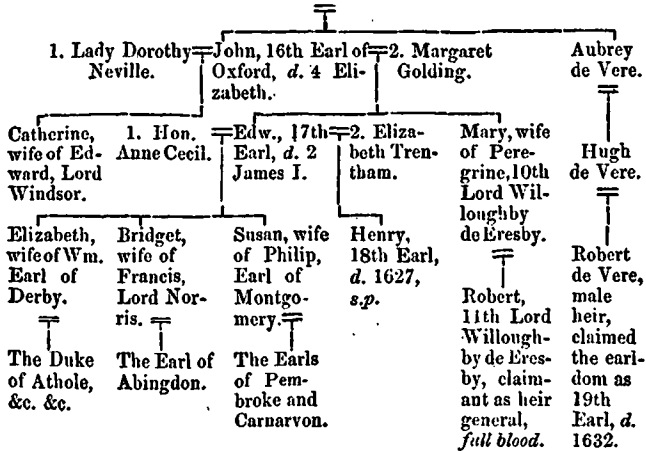 1. Lady Dorothy
Neville.
John, 16th Earl of
Oxford, d. 4 Eli-
zabeth.
2. Margaret
Golding.
Aubrey
de Vere.
Catherine,
wife of Ed-
ward, Lord
Windsor.
1. Hon.
Anne Cecil.
Edw., 17th
Earl, d. 2
James I.
2. Eliza-
beth Tren-
tham.
Mary, wife
of Pere-
grine, 10th
Lord Wil-
loughby
de Eresby.
Hugh
de Vere.
Elizabeth,
wife of Wm.
Earl of
Derby.
Bridget,
wife of
Francis,
Lord Nor-
ris.
Susan, wife
of Philip,
Earl of
Montgo-
mery.
Henry,
18th Earl,
d. 1627,
s.p.
Robert
de Vere,
male
heir,
claimed
the earl-
dom as
19th
Earl, d.
1632.
The Duke
of Athole,
&c. &c.
The Earl of
Abingdon.
The Earls
of Pem-
broke and
Carnarvon.
Robert,
11th Lord
Willough-
by de Eres-
by, claim-
ant as heir
general,
full blood.